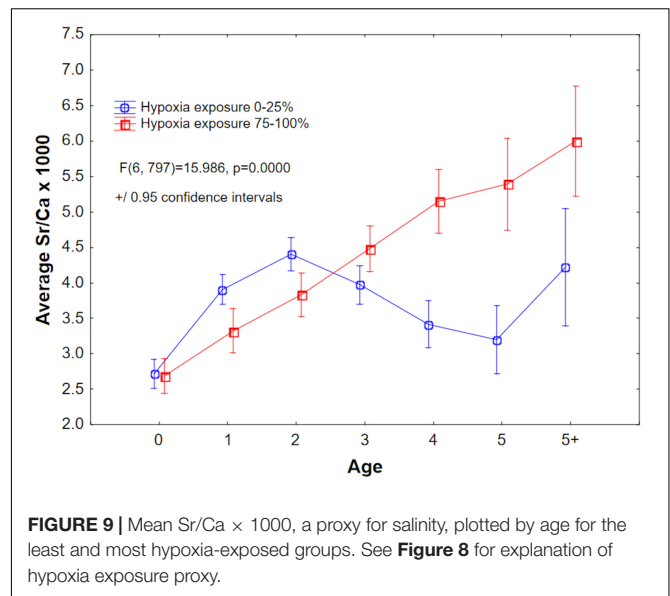 7.5
7.0
6.5
6.0
5.5
5.0
4.5
4.0
3.5
3.0
2.5
2.0
Average Sr/Ca x 1000
Hypoxia exposure 0-25%
Hypoxia exposure 75-100%
F(6, 797)=15.986, p=0.0000
+/ 0.95 confidence intervals
0 1 2 3 4 5 5+
Age
FIGURE 9 | Mean Sr/Ca × 1000, a proxy for salinity, plotted by age for the
least and most hypoxia-exposed groups. See Figure 8 for explanation of
hypoxia exposure proxy.